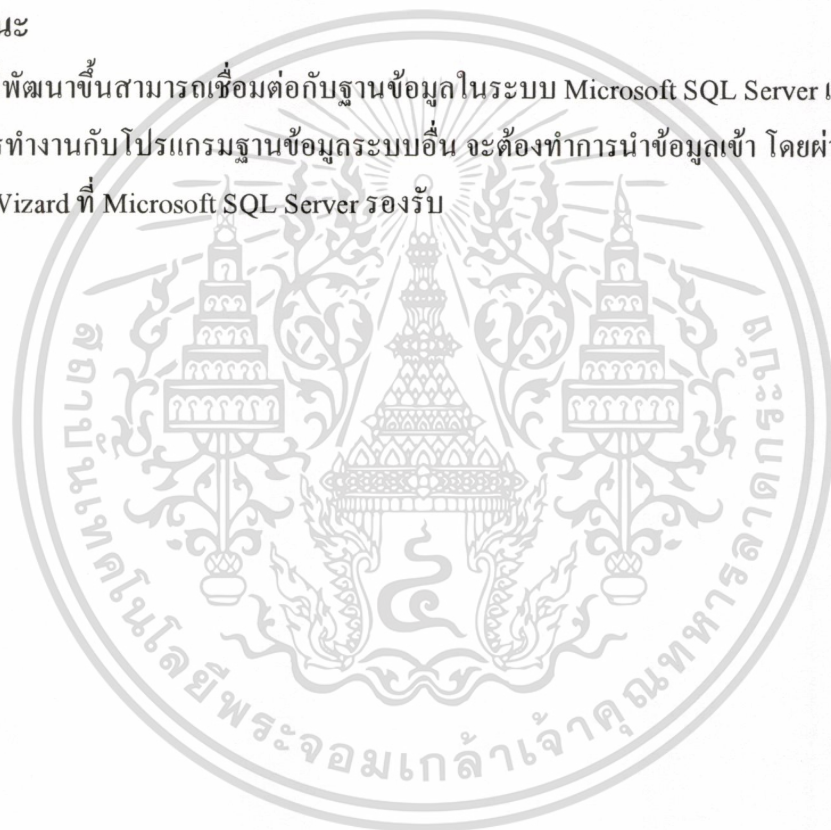 นะ
พัฒนาขึ้นสามารถเชื่อมต่อกับฐานข้อมูลในระบบ Microsoft SQL Server
รทำงานกับโปรแกรมฐานข้อมูลระบบอื่น จะต้องทำการนำข้อมูลเข้า โดยผ่
Wizard ที่ Microsoft SQL Server รองรับ
สถาบันเทคโนโลยีพระจอมเกล้าเจ้าคุณทหารลาดกระบัง